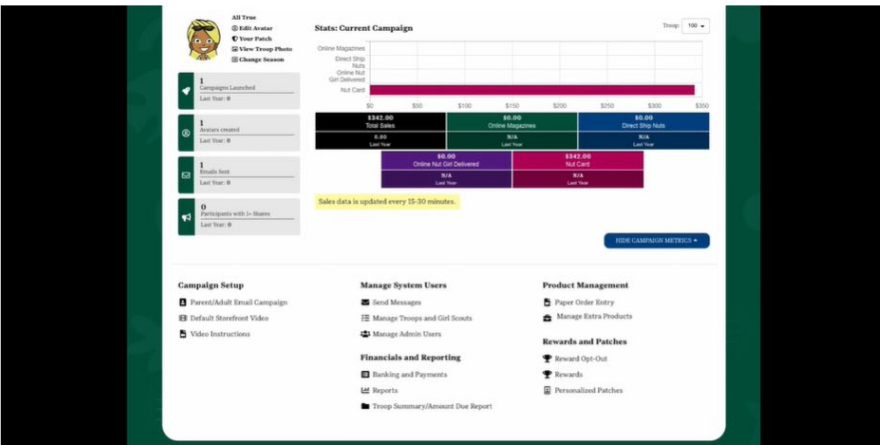 All True
Edit Avatar
Your Patch
View Troop Photo
Change Season
1
Campaigns Launched
Last Year: 0
1
Avatars created
Last Year: 0
1
Emails Sent
Last Year: 0
0
Participants with 1+ Shares
Last Year: 0
Stats: Current Campaign
Troop: 100
Online Magazines
Direct Ship
Nuts
Online Nut
Girl Delivered
Nut Card
$0 $50 $100 $150 $200 $250 $300 $350
$342.00
Total Sales
0.00
Last Year
$0.00
Online Magazines
N/A
Last Year
$0.00
Direct Ship Nuts
N/A
Last Year
$0.00
Online Nut Girl Delivered
N/A
Last Year
$342.00
Nut Card
N/A
Last Year
Sales data is updated every 15-30 minutes.
HIDE CAMPAIGN METRICS
Campaign Setup
Parent/Adult Email Campaign
Default Storefront Video
Video Instructions
Manage System Users
Send Messages
Manage Troops and Girl Scouts
Manage Admin Users
Financials and Reporting
Banking and Payments
Reports
Troop Summary/Amount Due Report
Product Management
Paper Order Entry
Manage Extra Products
Rewards and Patches
Reward Opt-Out
Rewards
Personalized Patches